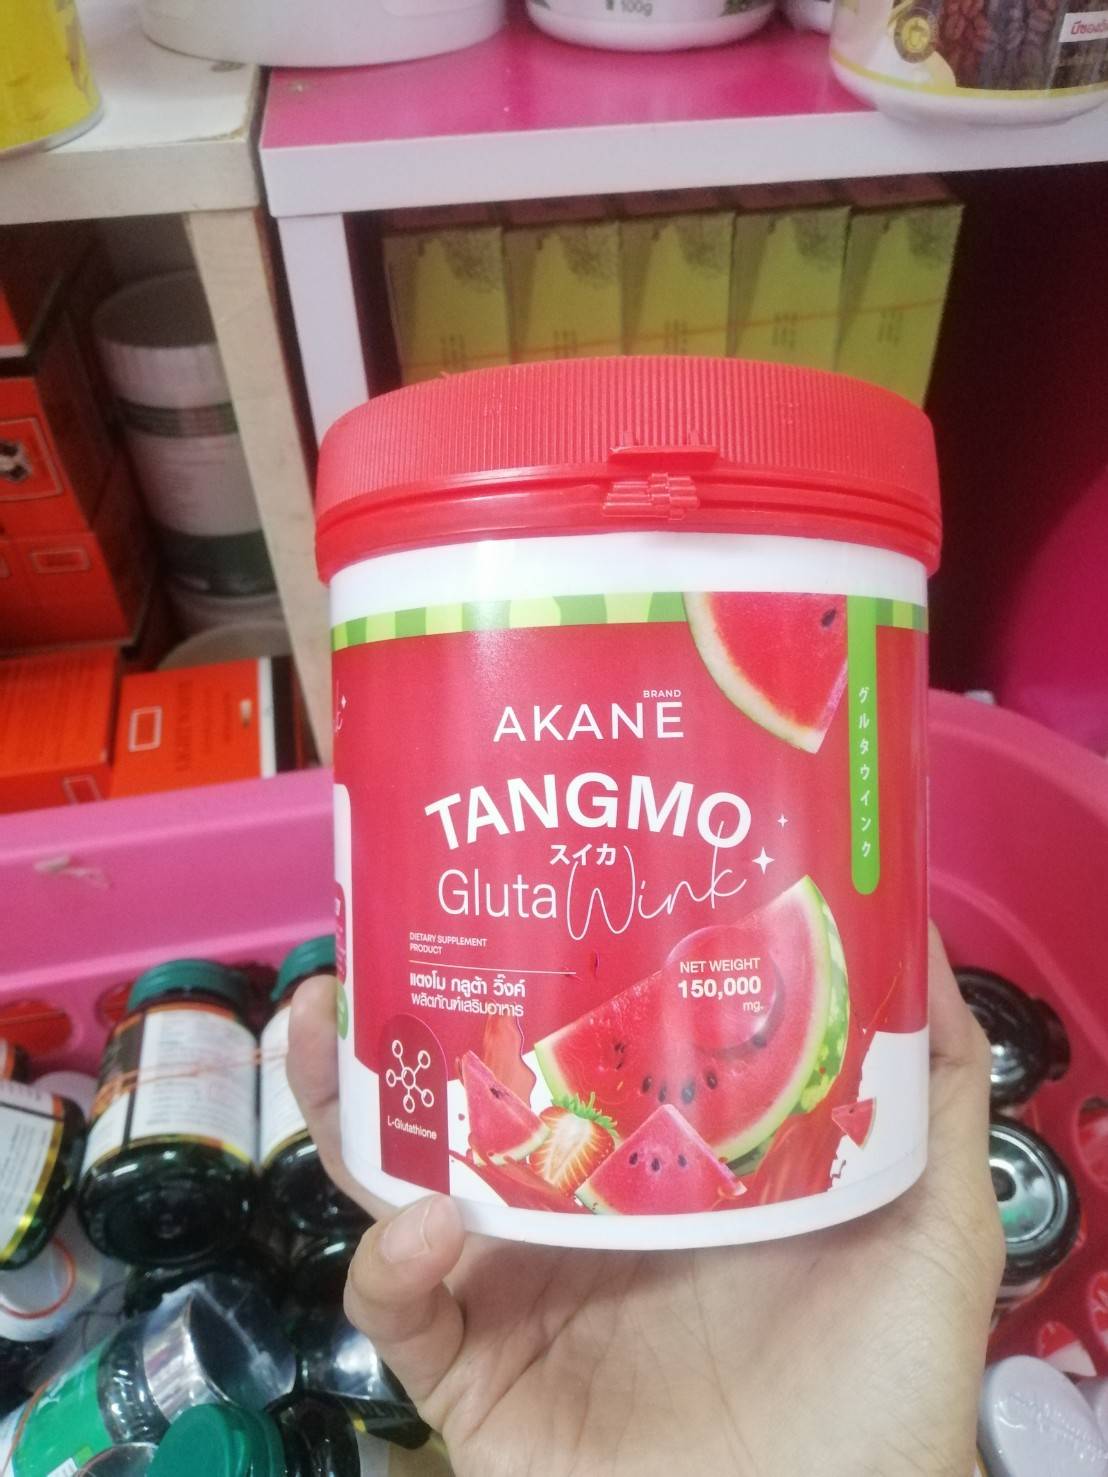 100g
BRAND
AKANE
TANGMO
スイカ
Gluta Wink
DIETARY SUPPLEMENT
PRODUCT
แตงโม กลูต้า วิ๊งค์
ผลิตภัณฑ์เสริมอาหาร
NET WEIGHT
150,000
mg.
L-Glutathione
グルタウインク